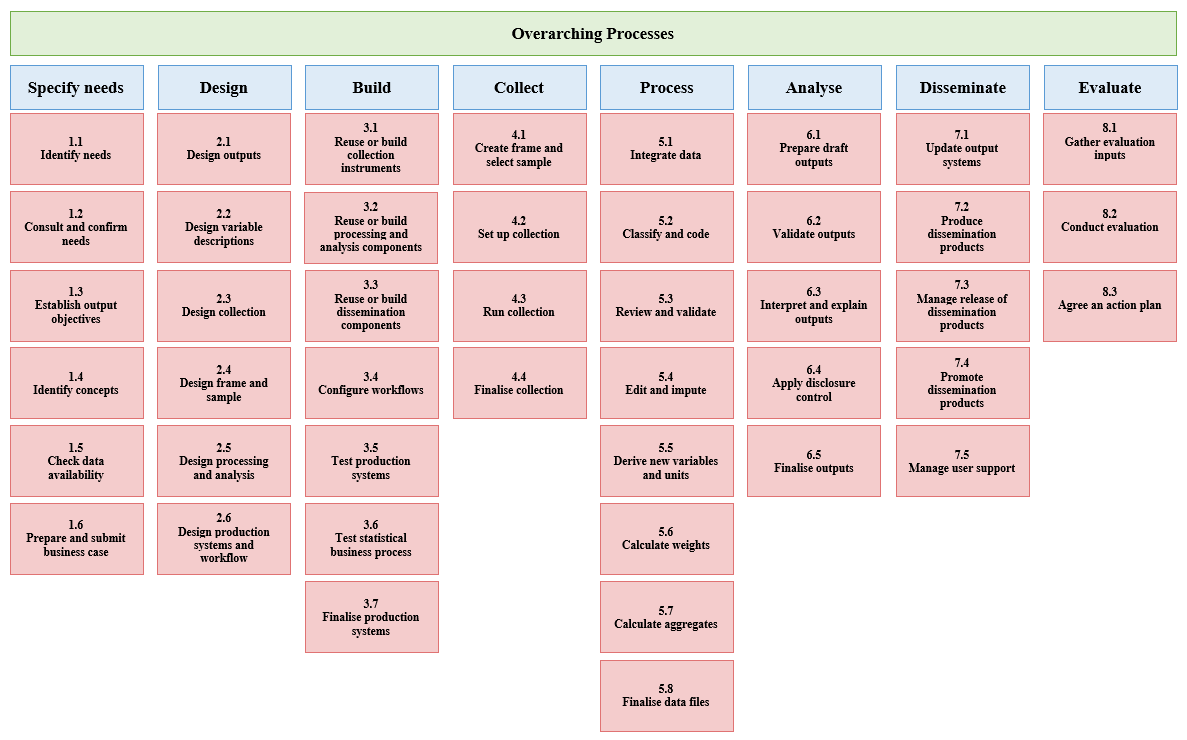 Overarching Processes
Specify needs
1.1
Identify needs
1.2
Consult and confirm
needs
1.3
Establish output
objectives
1.4
Identify concepts
1.5
Check data
availability
1.6
Prepare and submit
business case
Design
2.1
Design outputs
2.2
Design variable
descriptions
2.3
Design collection
2.4
Design frame and
sample
2.5
Design processing
and analysis
2.6
Design production
systems and
workflow
Build
3.1
Reuse or build
collection
instruments
3.2
Reuse or build
processing and
analysis components
3.3
Reuse or build
dissemination
components
3.4
Configure workflows
3.5
Test production
systems
3.6
Test statistical
business process
3.7
Finalise production
systems
Collect
4.1
Create frame and
select sample
4.2
Set up collection
4.3
Run collection
4.4
Finalise collection
Process
5.1
Integrate data
5.2
Classify and code
5.3
Review and validate
5.4
Edit and impute
5.5
Derive new variables
and units
5.6
Calculate weights
5.7
Calculate aggregates
5.8
Finalise data files
Analyse
6.1
Prepare draft
outputs
6.2
Validate outputs
6.3
Interpret and explain
outputs
6.4
Apply disclosure
control
6.5
Finalise outputs
Disseminate
7.1
Update output
systems
7.2
Produce
dissemination
products
7.3
Manage release of
dissemination
products
7.4
Promote
dissemination
products
7.5
Manage user support
Evaluate
8.1
Gather evaluation
inputs
8.2
Conduct evaluation
8.3
Agree an action plan